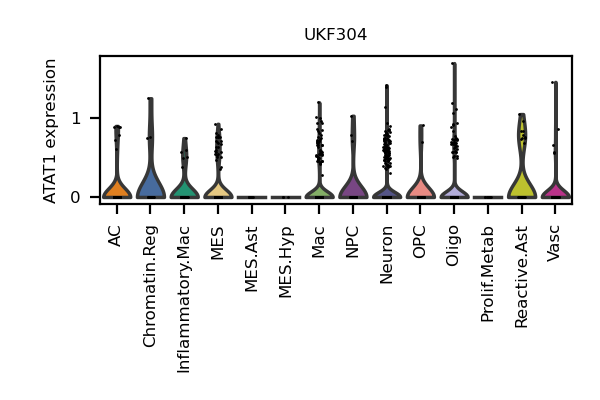 UKF304
ATAT1 expression
1
0
AC
Chromatin.Reg
Inflammatory.Mac
MES
MES.Ast
MES.Hyp
Mac
NPC
Neuron
OPC
Oligo
Prolif.Metab
Reactive.Ast
Vasc